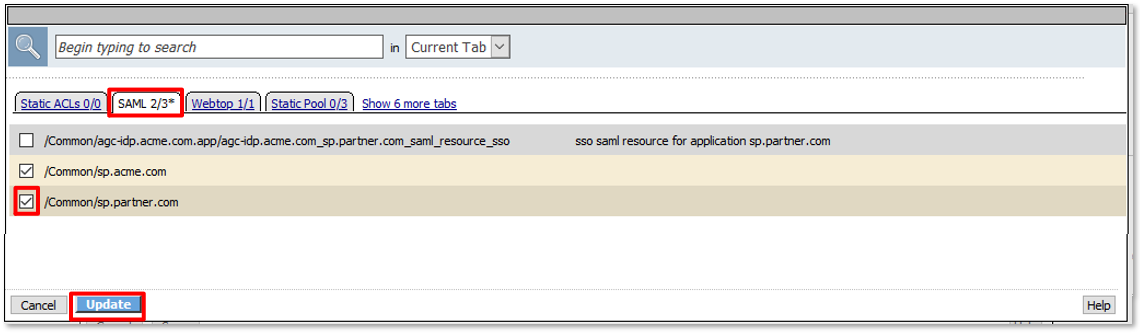 Begin typing to search in Current Tab
Static ACLs 0/0 SAML 2/3* Webtop 1/1 Static Pool 0/3 Show 6 more tabs
/Common/agc-idp.acme.com.app/agc-idp.acme.com_sp.partner.com_saml_resource_sso sso saml resource for application sp.partner.com
/Common/sp.acme.com
/Common/sp.partner.com
Cancel Update Help